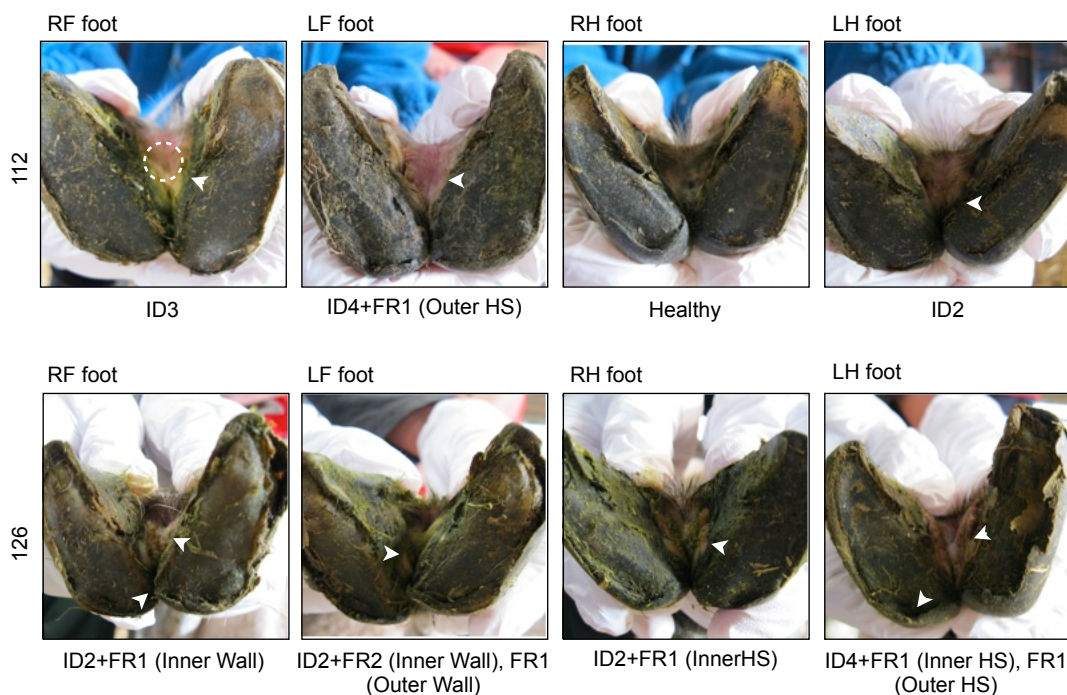 RF foot
LF foot
RH foot
LH foot
112
ID3
ID4+FR1 (Outer HS)
Healthy
ID2
RF foot
LF foot
RH foot
LH foot
126
ID2+FR1 (Inner Wall)
ID2+FR2 (Inner Wall), FR1
(Outer Wall)
ID2+FR1 (InnerHS)
ID4+FR1 (Inner HS), FR1
(Outer HS)